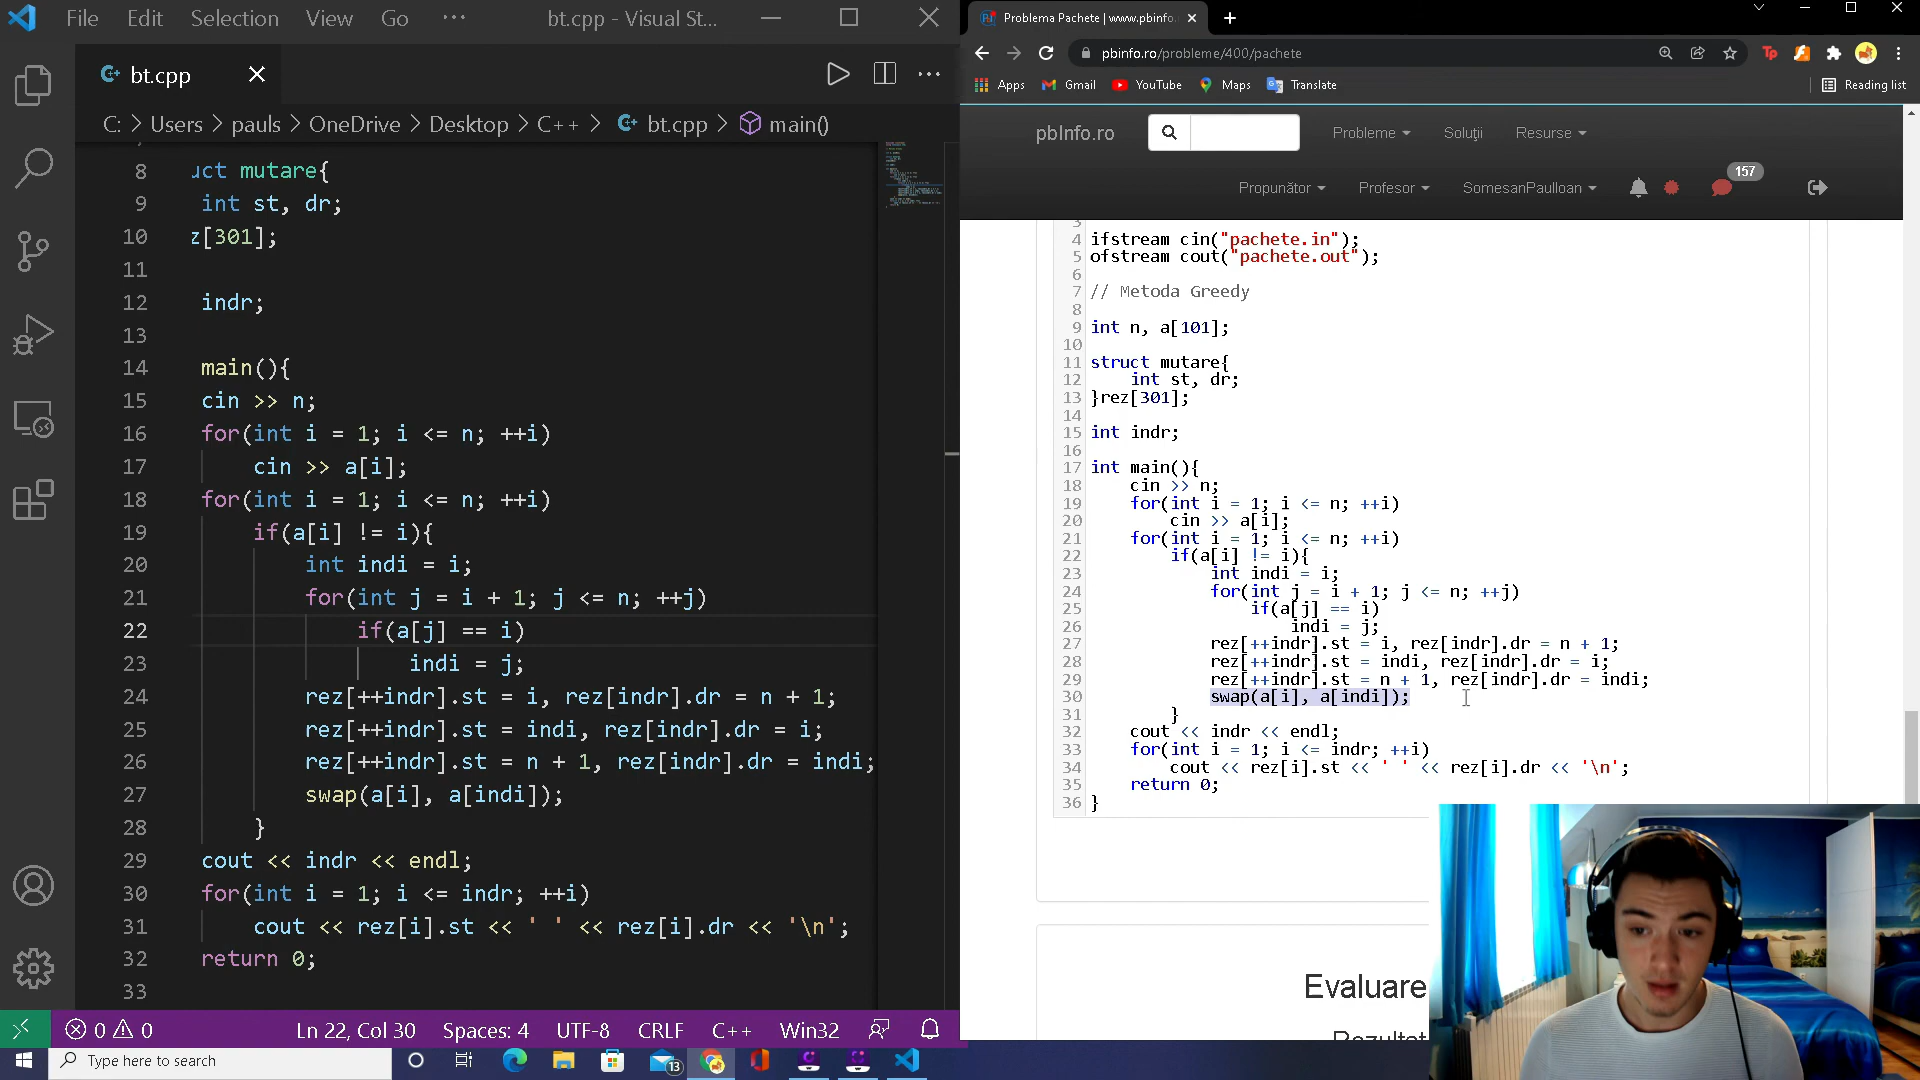 File Edit Selection View Go ··· bt.cpp - Visual St...
bt.cpp
C: > Users > pauls > OneDrive > Desktop > C++ > bt.cpp > main()
8 uct mutare{
9 int st, dr;
10 z[301];
11
12 indr;
13
14 main(){
15 cin >> n;
16 for(int i = 1; i <= n; ++i)
17 cin >> a[i];
18 for(int i = 1; i <= n; ++i)
19 if(a[i] != i){
20 int indi = i;
21 for(int j = i + 1; j <= n; ++j)
22 if(a[j] == i)
23 indi = j;
24 rez[++indr].st = i, rez[indr].dr = n + 1;
25 rez[++indr].st = indi, rez[indr].dr = i;
26 rez[++indr].st = n + 1, rez[indr].dr = indi;
27 swap(a[i], a[indi]);
28 }
29 cout << indr << endl;
30 for(int i = 1; i <= indr; ++i)
31 cout << rez[i].st << ' ' << rez[i].dr << '\n';
32 return 0;
33
0 0 Ln 22, Col 30 Spaces: 4 UTF-8 CRLF C++ Win32
Type here to search
13
Problema Pachete | www.pbinfo.
pbinfo.ro/probleme/400/pachete
Apps Gmail YouTube Maps Translate Reading list
pbInfo.ro Probleme Soluții Resurse
Propunător Profesor SomesanPaulIoan 157
3
4 ifstream cin("pachete.in");
5 ofstream cout("pachete.out");
6
7 // Metoda Greedy
8
9 int n, a[101];
10
11 struct mutare{
12 int st, dr;
13 }rez[301];
14
15 int indr;
16
17 int main(){
18 cin >> n;
19 for(int i = 1; i <= n; ++i)
20 cin >> a[i];
21 for(int i = 1; i <= n; ++i)
22 if(a[i] != i){
23 int indi = i;
24 for(int j = i + 1; j <= n; ++j)
25 if(a[j] == i)
26 indi = j;
27 rez[++indr].st = i, rez[indr].dr = n + 1;
28 rez[++indr].st = indi, rez[indr].dr = i;
29 rez[++indr].st = n + 1, rez[indr].dr = indi;
30 swap(a[i], a[indi]);
31 }
32 cout << indr << endl;
33 for(int i = 1; i <= indr; ++i)
34 cout << rez[i].st << ' ' << rez[i].dr << '\n';
35 return 0;
36 }
Evaluare
Rezultat